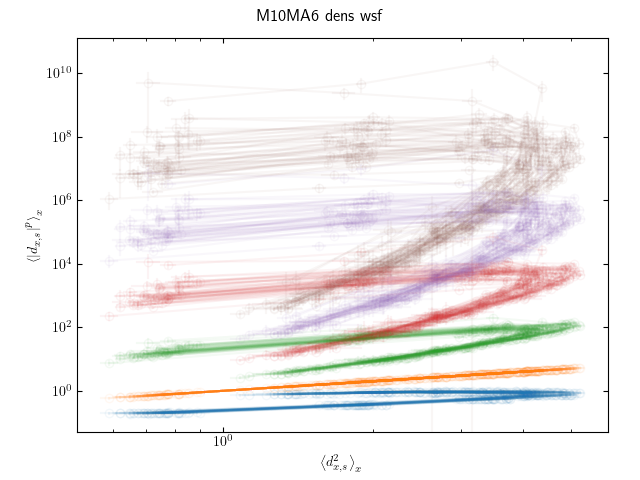 M10MA6 dens wsf
10^{10}
10^{8}
10^{6}
10^{4}
10^{2}
10^{0}
⟨|d_{x,s}|^p⟩_x
10^{0}
⟨d_{x,s}^2⟩_x